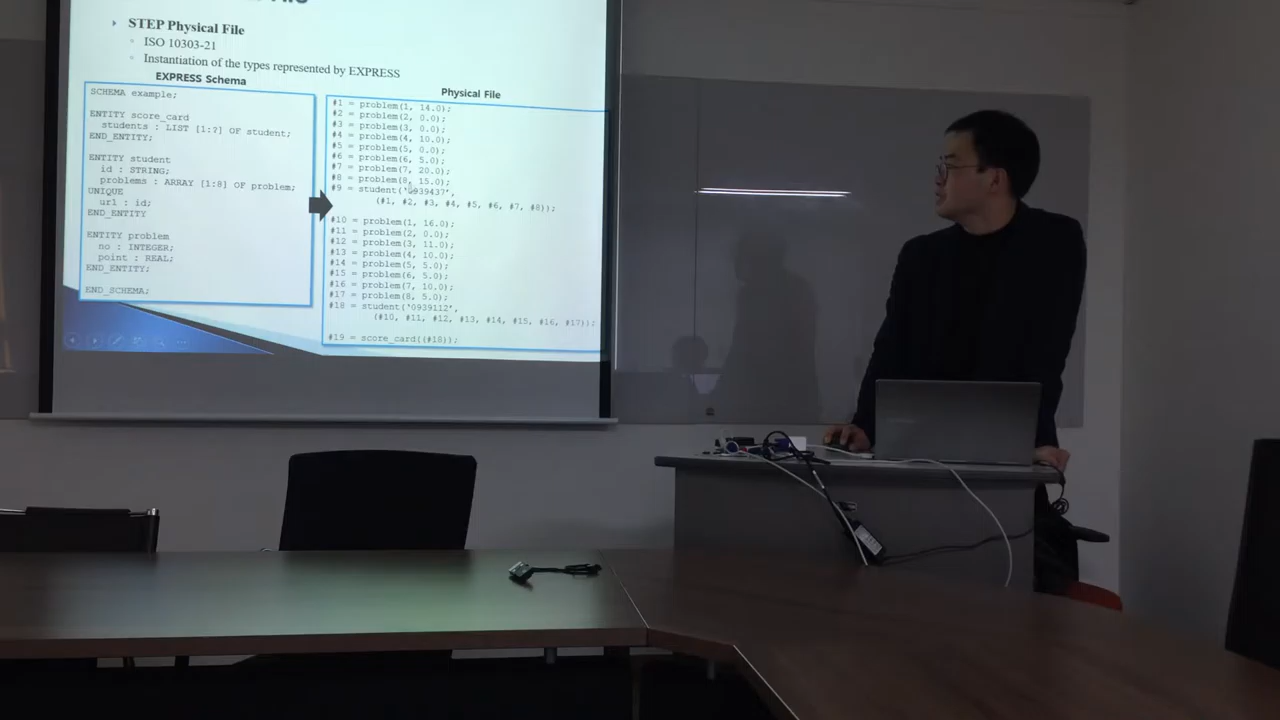 STEP Physical File
ISO 10303-21
Instantiation of the types represented by EXPRESS
EXPRESS Schema
SCHEMA example;
ENTITY score_card
students : LIST [1:?] OF student;
END_ENTITY;
ENTITY student
id : STRING;
problems : ARRAY [1:8] OF problem;
UNIQUE
url : id;
END_ENTITY
ENTITY problem
no : INTEGER;
point : REAL;
END_ENTITY;
END_SCHEMA;
Physical File
#1 = problem(1, 14.0);
#2 = problem(2, 0.0);
#3 = problem(3, 0.0);
#4 = problem(4, 10.0);
#5 = problem(5, 0.0);
#6 = problem(6, 5.0);
#7 = problem(7, 20.0);
#8 = problem(8, 15.0);
#9 = student('0939437',
(#1, #2, #3, #4, #5, #6, #7, #8));
#10 = problem(1, 16.0);
#11 = problem(2, 0.0);
#12 = problem(3, 11.0);
#13 = problem(4, 10.0);
#14 = problem(5, 5.0);
#15 = problem(6, 5.0);
#16 = problem(7, 10.0);
#17 = problem(8, 5.0);
#18 = student('0939112',
(#10, #11, #12, #13, #14, #15, #16, #17));
#19 = score_card((#18));